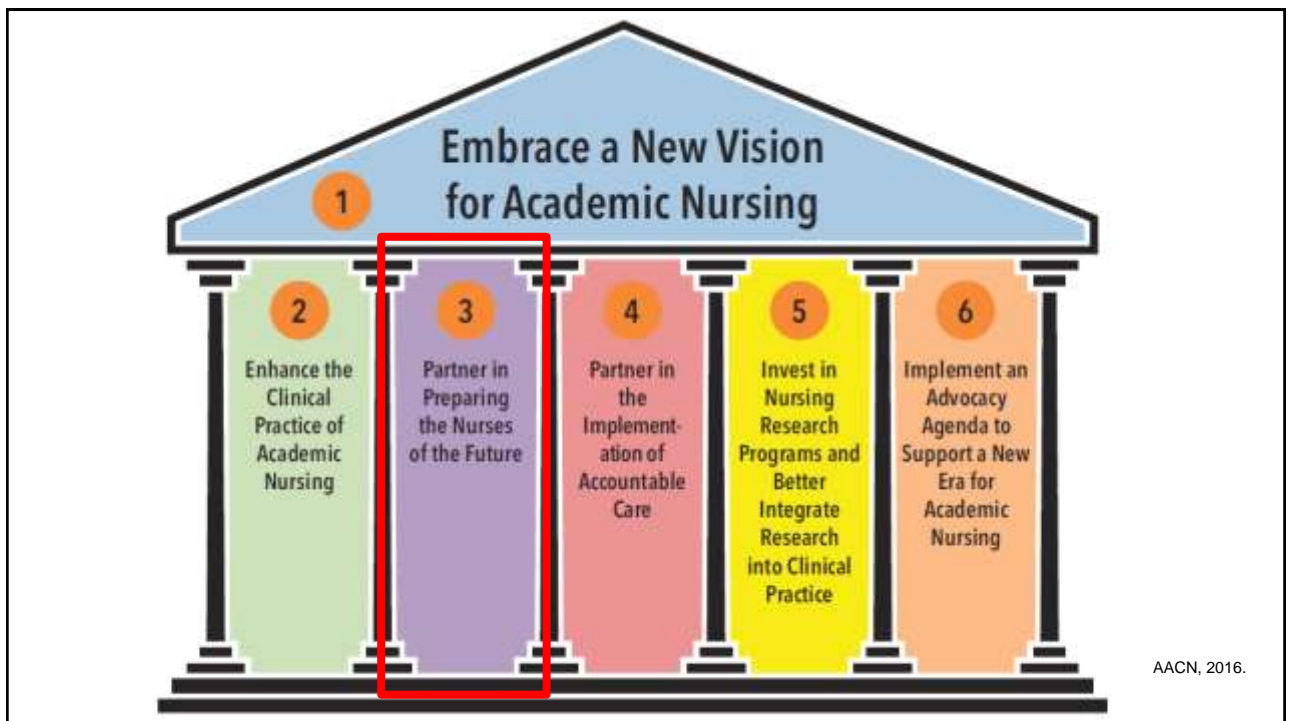 Embrace a New Vision
for Academic Nursing
1
2
Enhance the
Clinical
Practice of
Academic
Nursing
3
Partner in
Preparing
the Nurses
of the Future
4
Partner in
the
Implement-
ation of
Accountable
Care
5
Invest in
Nursing
Research
Programs and
Better
Integrate
Research
into Clinical
Practice
6
Implement an
Advocacy
Agenda to
Support a New
Era for
Academic
Nursing
AACN, 2016.